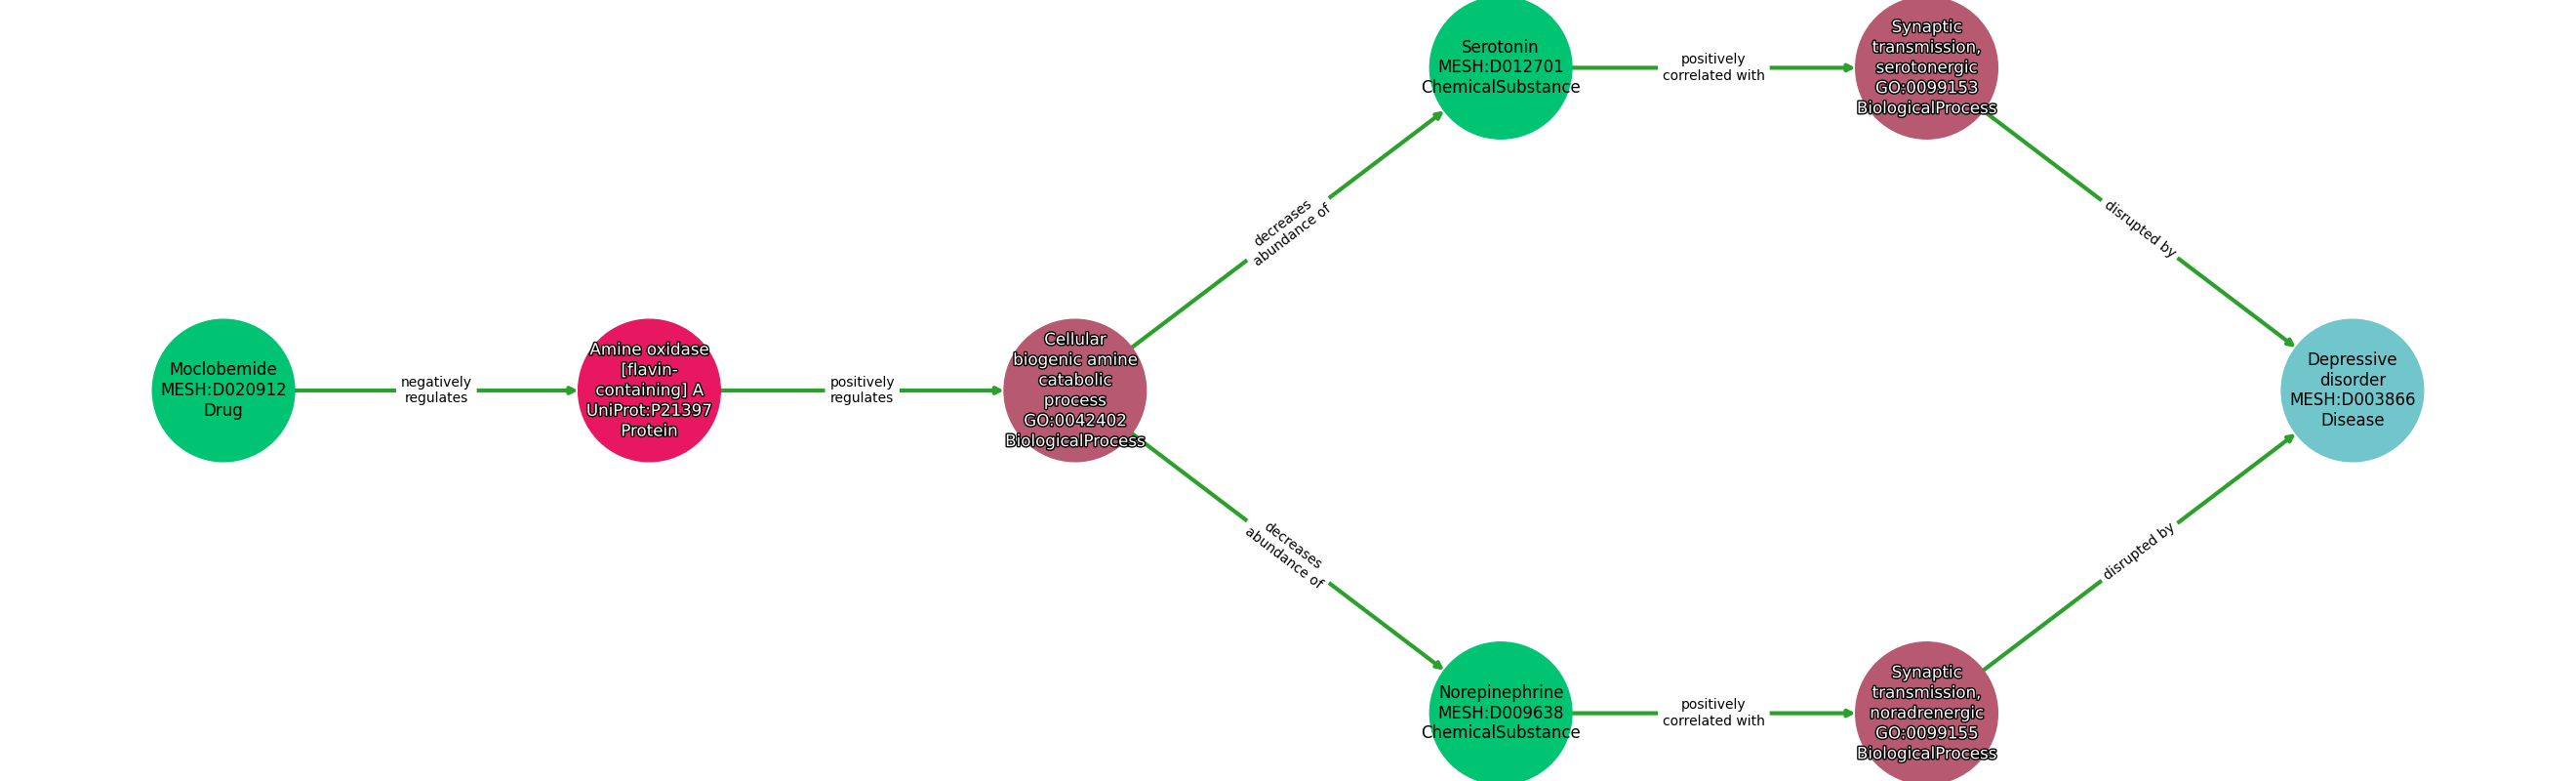 Moclobemide
MESH:D020912
Drug
negatively
regulates
Amine oxidase
[flavin-
containing] A
UniProt:P21397
Protein
positively
regulates
Cellular
biogenic amine
catabolic
process
GO:0042402
BiologicalProcess
decreases
abundance of
Serotonin
MESH:D012701
ChemicalSubstance
positively
correlated with
Synaptic
transmission,
serotonergic
GO:0099153
BiologicalProcess
disrupted by
decreases
abundance of
Norepinephrine
MESH:D009638
ChemicalSubstance
positively
correlated with
Synaptic
transmission,
noradrenergic
GO:0099155
BiologicalProcess
disrupted by
Depressive
disorder
MESH:D003866
Disease